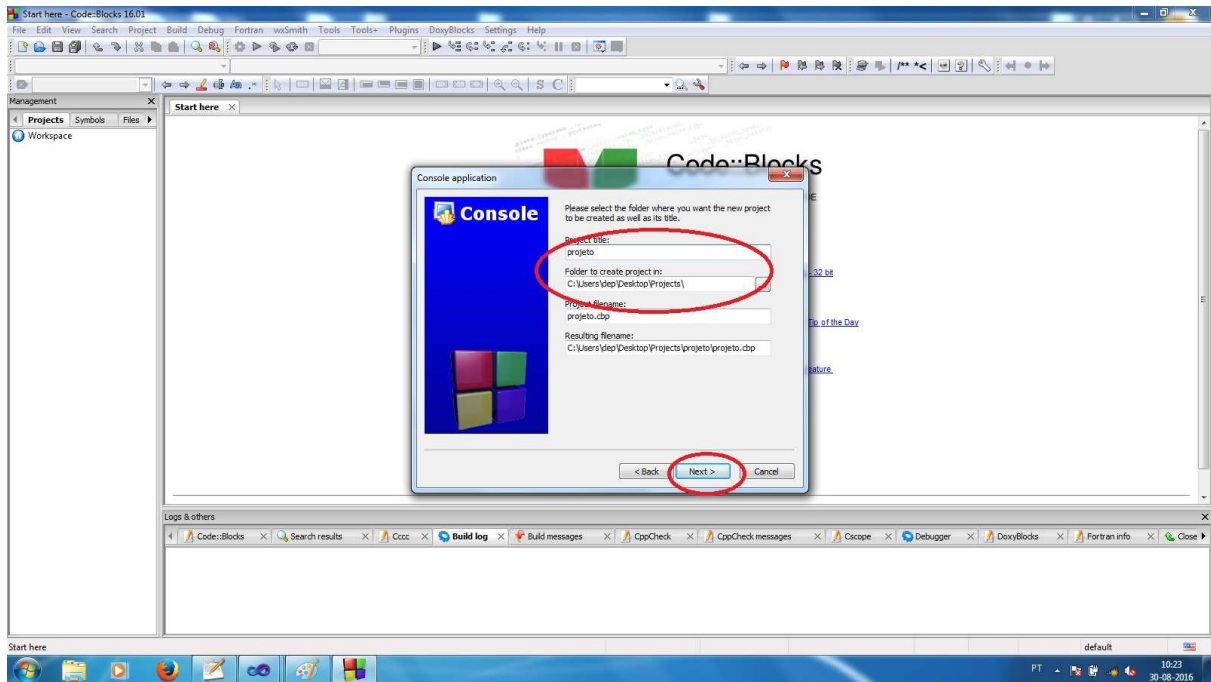 Start here - Code::Blocks 16.01
File Edit View Search Project Build Debug Fortran wxSmith Tools Tools+ Plugins DoxyBlocks Settings Help
/** *<
S C
Management
Start here
Projects Symbols Files
Workspace
Code::Blocks
Console application
Console
Please select the folder where you want the new project
to be created as well as its title.
Project title:
projeto
Folder to create project in:
C:\Users\dep\Desktop\Projects\
...
Project filename:
projeto.cbp
Resulting filename:
C:\Users\dep\Desktop\Projects\projeto\projeto.cbp
- 32 bit
Tip of the Day
< Back Next > Cancel
Logs & others
Code::Blocks Search results Cccc Build log Build messages CppCheck CppCheck messages Cscope Debugger DoxyBlocks Fortran info Close
Start here default
PT 10:23
30-08-2016